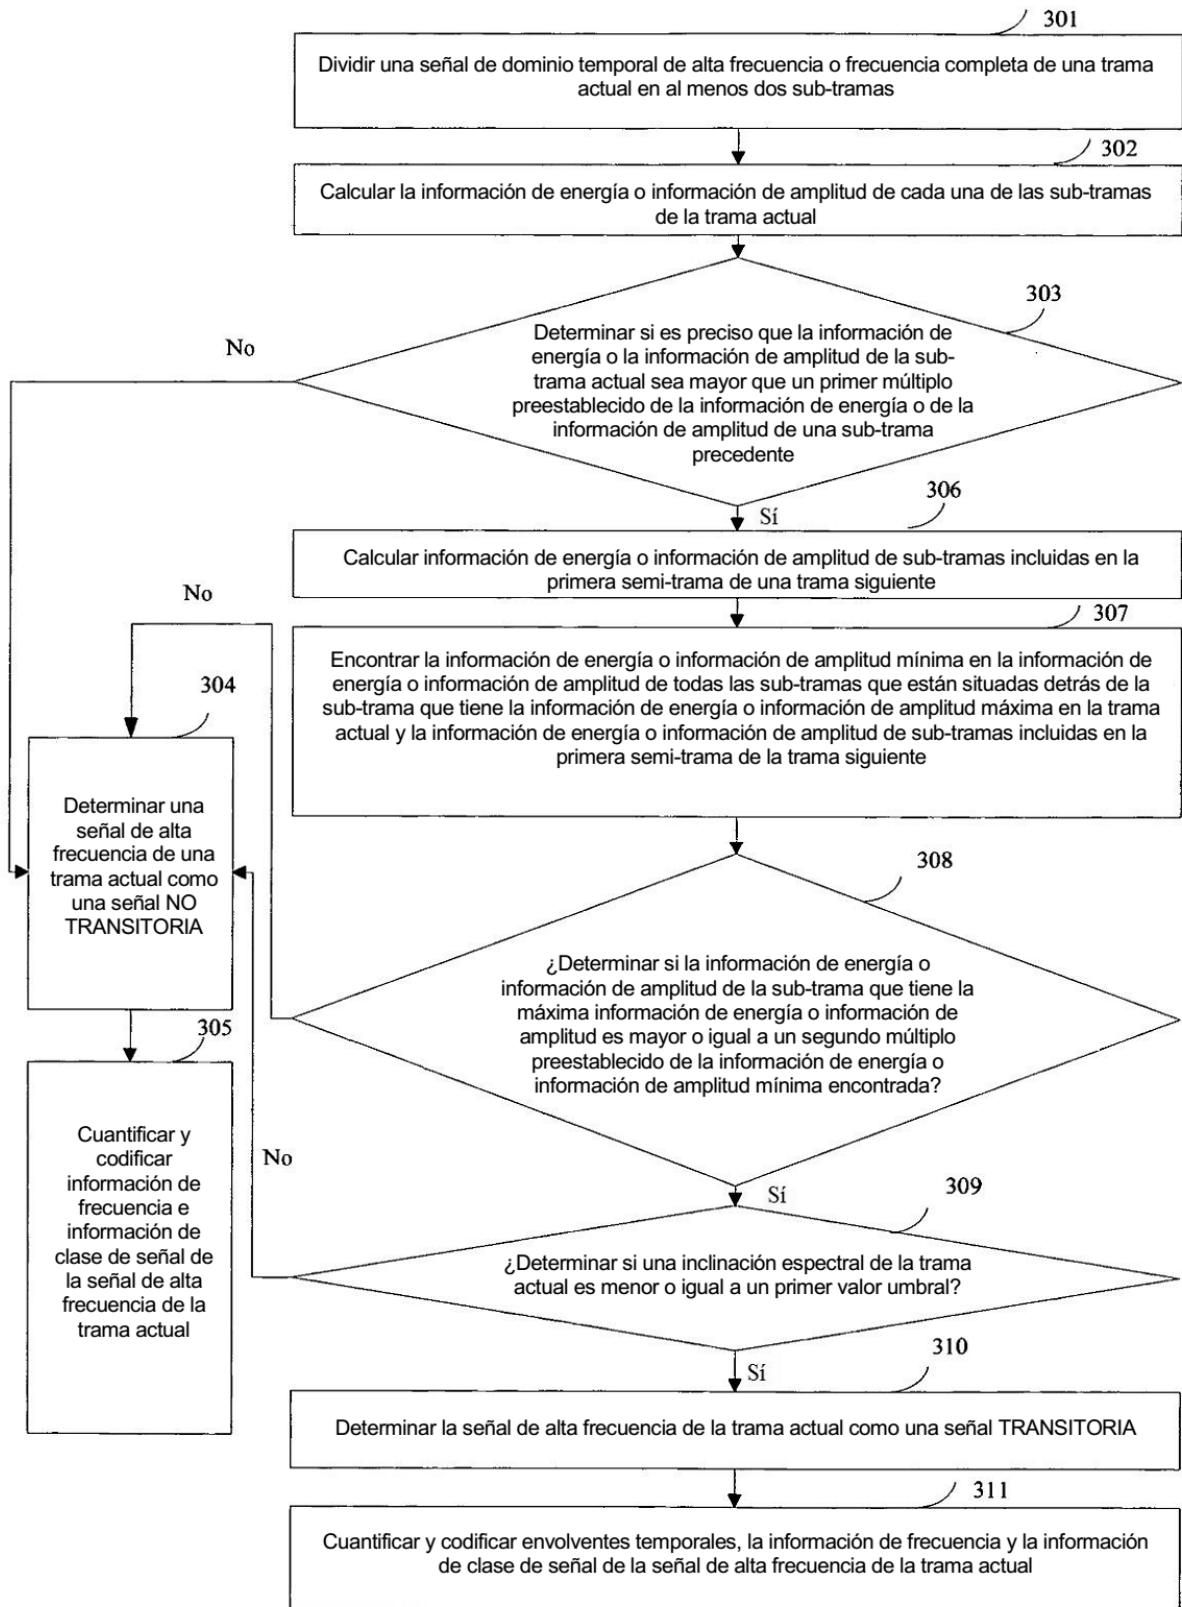 301
Dividir una señal de dominio temporal de alta frecuencia o frecuencia completa de una trama
actual en al menos dos sub-tramas
302
Calcular la información de energía o información de amplitud de cada una de las sub-tramas
de la trama actual
303
Determinar si es preciso que la información de
energía o la información de amplitud de la sub-
trama actual sea mayor que un primer múltiplo
preestablecido de la información de energía o de la
información de amplitud de una sub-trama
precedente
No
Sí
306
Calcular información de energía o información de amplitud de sub-tramas incluidas en la
primera semi-trama de una trama siguiente
No
307
Encontrar la información de energía o información de amplitud mínima en la información de
energía o información de amplitud de todas las sub-tramas que están situadas detrás de la
sub-trama que tiene la información de energía o información de amplitud máxima en la trama
actual y la información de energía o información de amplitud de sub-tramas incluidas en la
primera semi-trama de la trama siguiente
304
Determinar una
señal de alta
frecuencia de una
trama actual como
una señal NO
TRANSITORIA
308
¿Determinar si la información de energía o
información de amplitud de la sub-trama que tiene la
máxima información de energía o información de
amplitud es mayor o igual a un segundo múltiplo
preestablecido de la información de energía o
información de amplitud mínima encontrada?
305
Cuantificar y
codificar
información de
frecuencia e
información de
clase de señal de
la señal de alta
frecuencia de la
trama actual
No
Sí
309
¿Determinar si una inclinación espectral de la trama
actual es menor o igual a un primer valor umbral?
Sí
310
Determinar la señal de alta frecuencia de la trama actual como una señal TRANSITORIA
311
Cuantificar y codificar envolventes temporales, la información de frecuencia y la información
de clase de señal de la señal de alta frecuencia de la trama actual